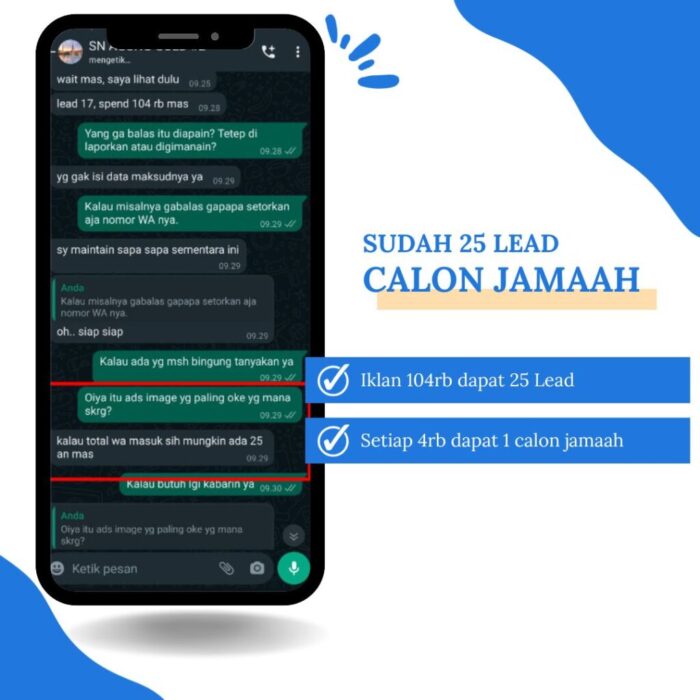 SN
mengetik...
wait mas, saya lihat dulu
09.25
lead 17, spend 104 rb mas
09.28
Yang ga balas itu diapain? Tetep di
laporkan atau digimanain?
09.28
yg gak isi data maksudnya ya
09.29
Kalau misalnya gabalas gapapa setorkan
aja nomor WA nya.
09.29
sy maintain sapa sapa sementara ini
09.29
Anda
Kalau misalnya gabalas gapapa setorkan aja
nomor WA nya.
oh.. siap siap
09.29
Kalau ada yg msh bingung tanyakan ya
09.29
Oiya itu ads image yg paling oke yg mana
skrg?
09.29
kalau total wa masuk sih mungkin ada 25
an mas
09.29
Kalau butuh lgi kabarin ya
09.30
Anda
Oiya itu ads image yg paling oke yg mana
skrg?
Ketik pesan
SUDAH 25 LEAD
CALON JAMAAH
Iklan 104rb dapat 25 Lead
Setiap 4rb dapat 1 calon jamaah